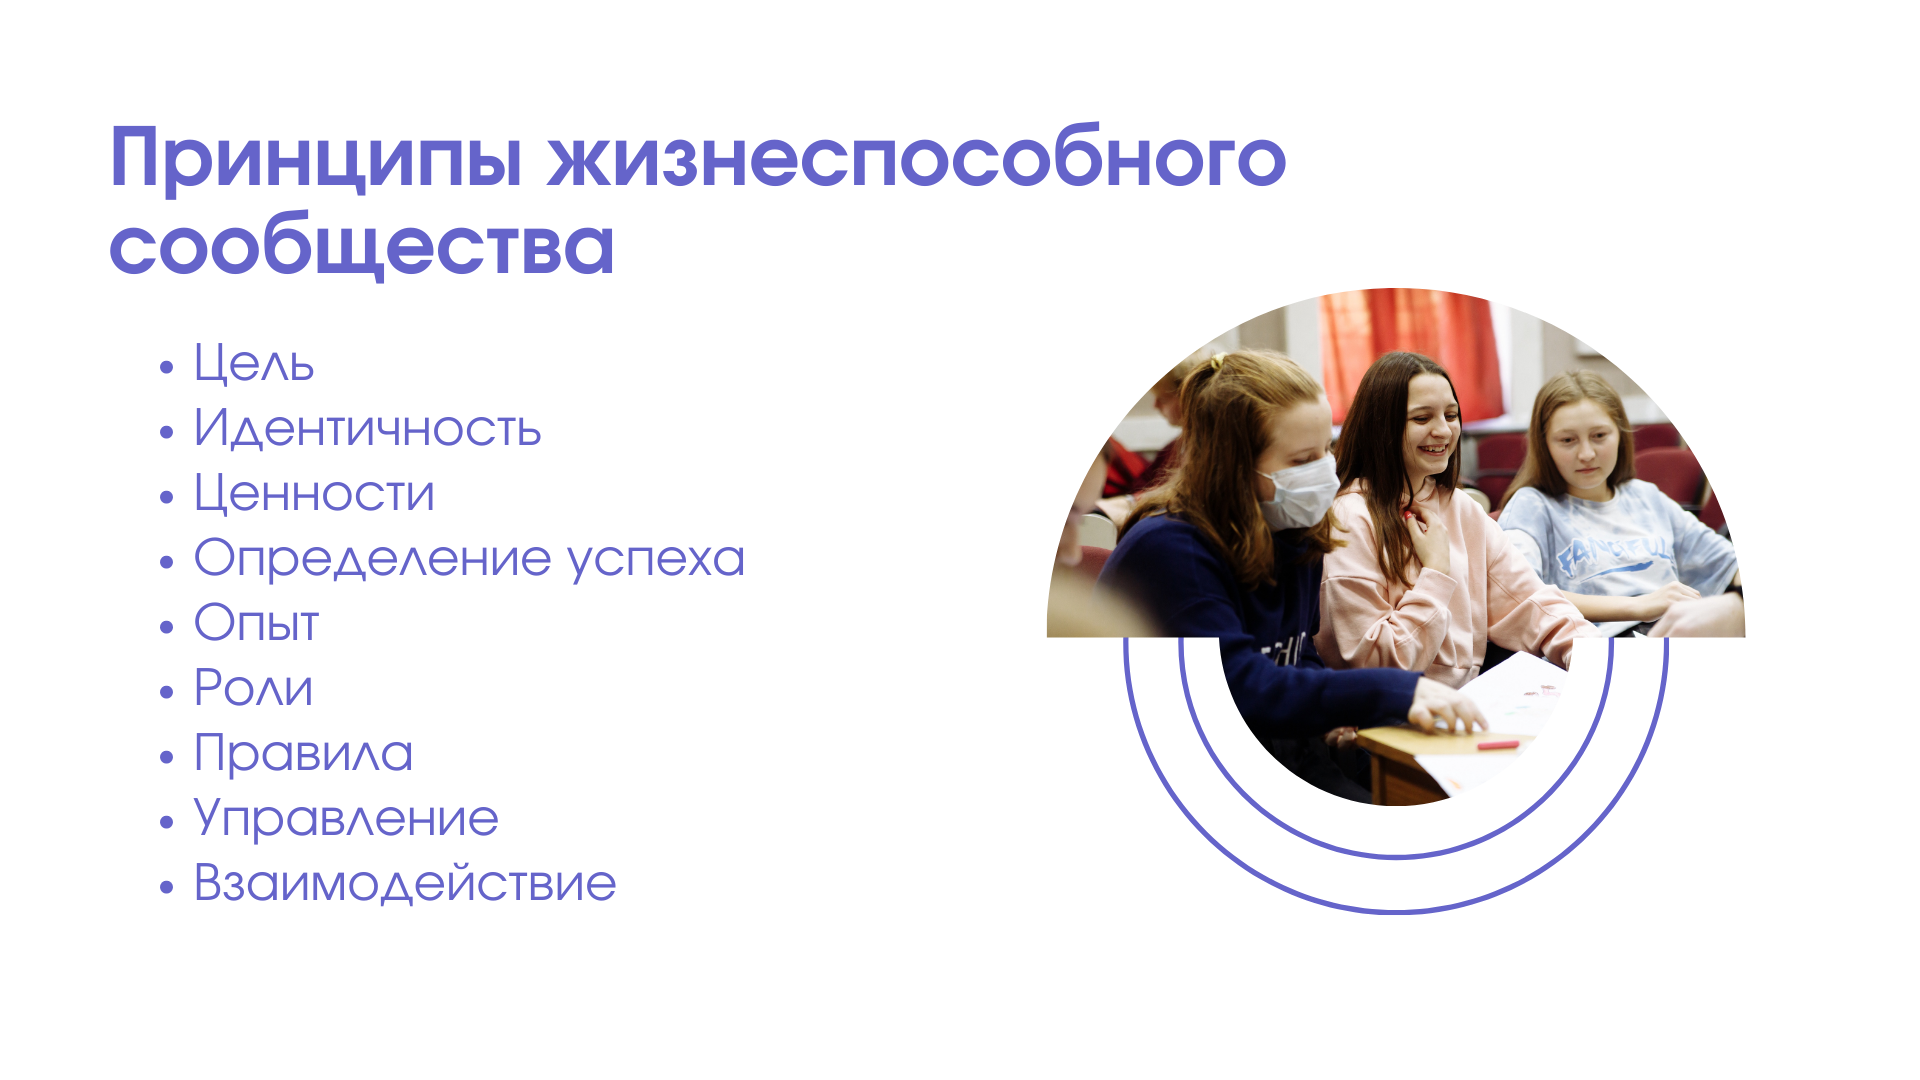 Принципы жизнеспособного
сообщества
Цель
Идентичность
Ценности
Определение успеха
Опыт
Роли
Правила
Управление
Взаимодействие